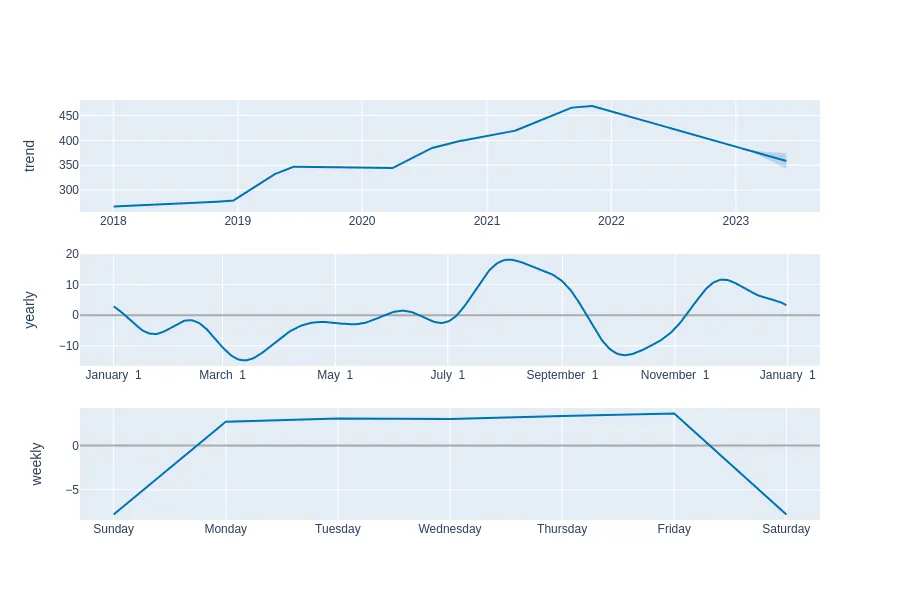 trend
450
400
350
300
2018 2019 2020 2021 2022 2023
yearly
20
10
0
−10
January 1 March 1 May 1 July 1 September 1 November 1 January 1
weekly
0
−5
Sunday Monday Tuesday Wednesday Thursday Friday Saturday